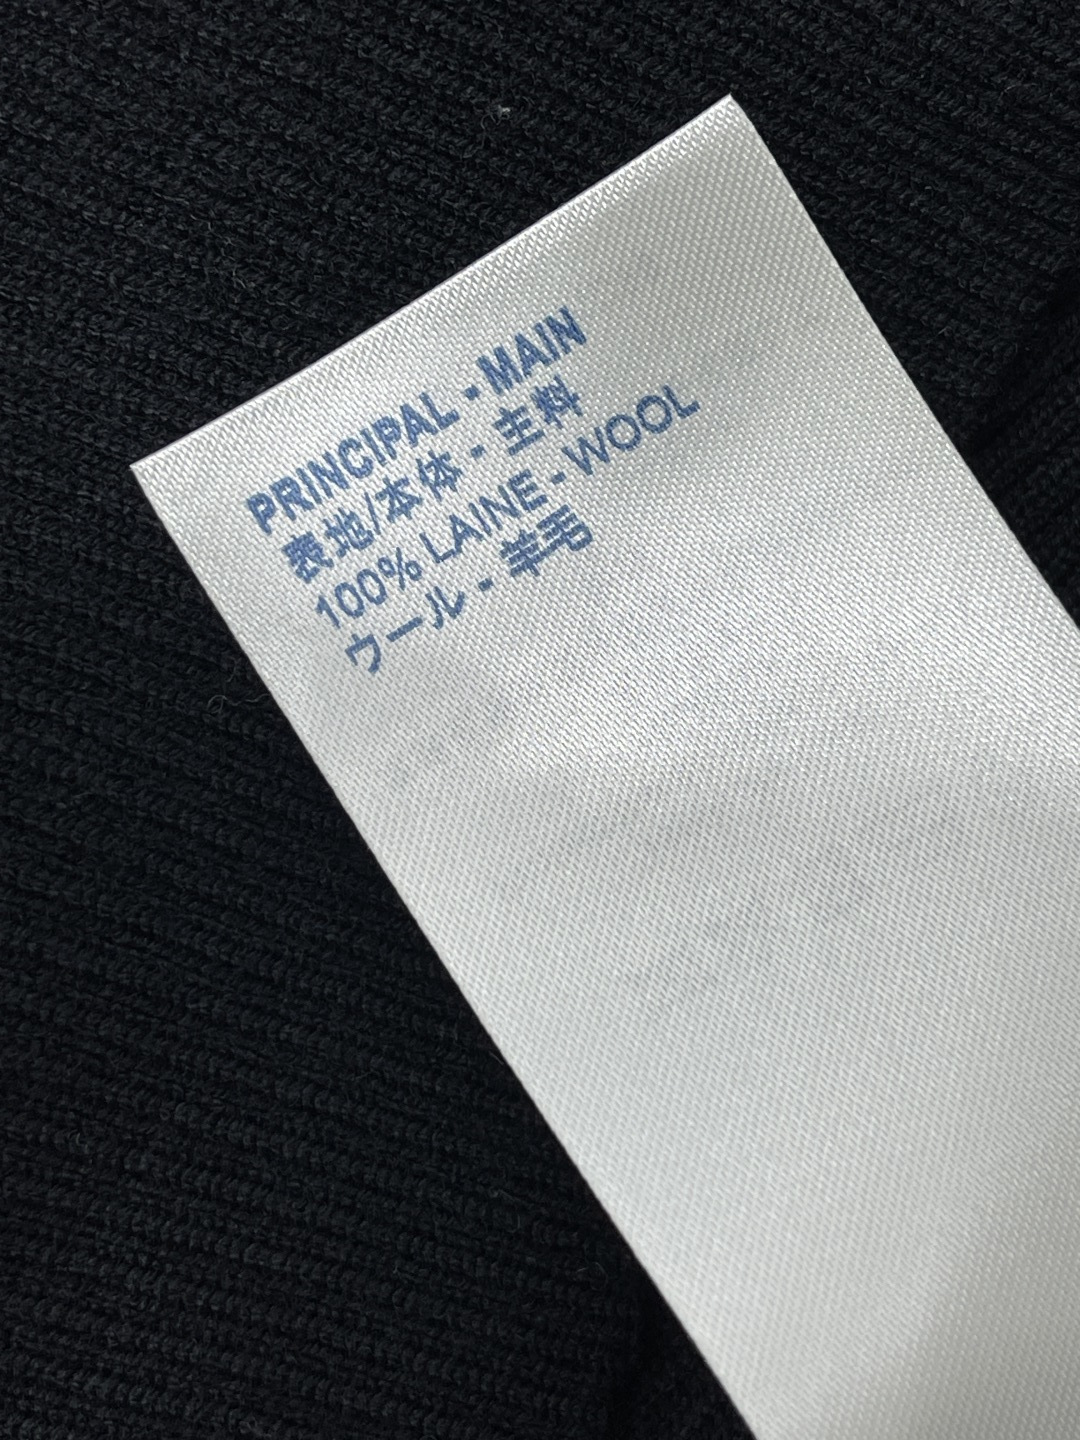 PRINCIPAL - MAIN
表地/本体 - 主料
100% LAINE - WOOL
ウール - 羊毛